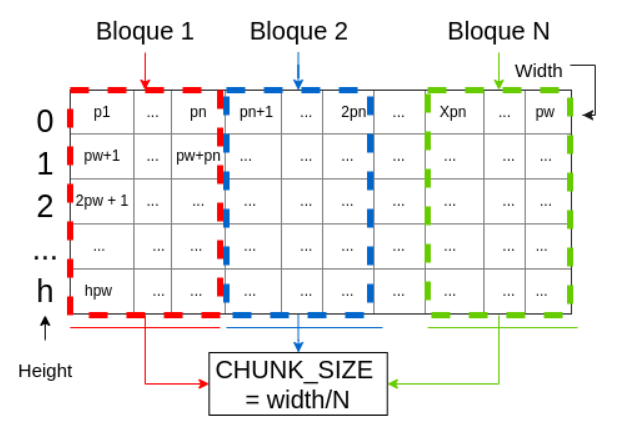 Bloque 1 Bloque 2 Bloque N
Width
0 p1 ... pn pn+1 ... 2pn ... Xpn ... pw
1 pw+1 ... pw+pn ... ... ... ... ... ... ...
2 2pw + 1 ... ... ... ... ... ... ... ... ...
... ... ... ... ... ... ... ... ... ... ...
h hpw ... ... ... ... ... ... ... ... ...
Height
CHUNK_SIZE
= width/N